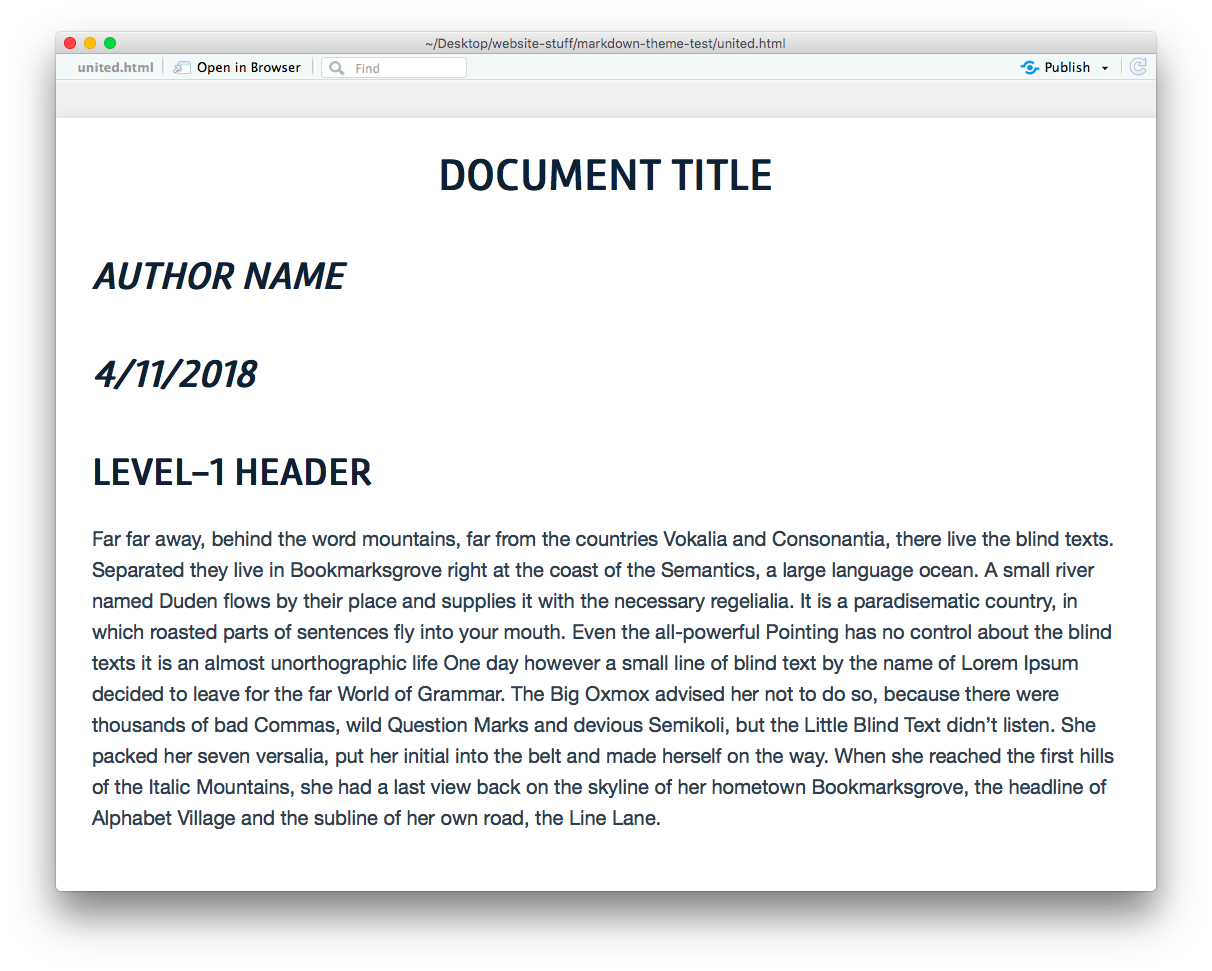 ~/Desktop/website-stuff/markdown-theme-test/united.html
united.html Open in Browser Find Publish
DOCUMENT TITLE
AUTHOR NAME
4/11/2018
LEVEL–1 HEADER
Far far away, behind the word mountains, far from the countries Vokalia and Consonantia, there live the blind texts.
Separated they live in Bookmarksgrove right at the coast of the Semantics, a large language ocean. A small river
named Duden flows by their place and supplies it with the necessary regelialia. It is a paradisematic country, in
which roasted parts of sentences fly into your mouth. Even the all-powerful Pointing has no control about the blind
texts it is an almost unorthographic life One day however a small line of blind text by the name of Lorem Ipsum
decided to leave for the far World of Grammar. The Big Oxmox advised her not to do so, because there were
thousands of bad Commas, wild Question Marks and devious Semikoli, but the Little Blind Text didn’t listen. She
packed her seven versalia, put her initial into the belt and made herself on the way. When she reached the first hills
of the Italic Mountains, she had a last view back on the skyline of her hometown Bookmarksgrove, the headline of
Alphabet Village and the subline of her own road, the Line Lane.